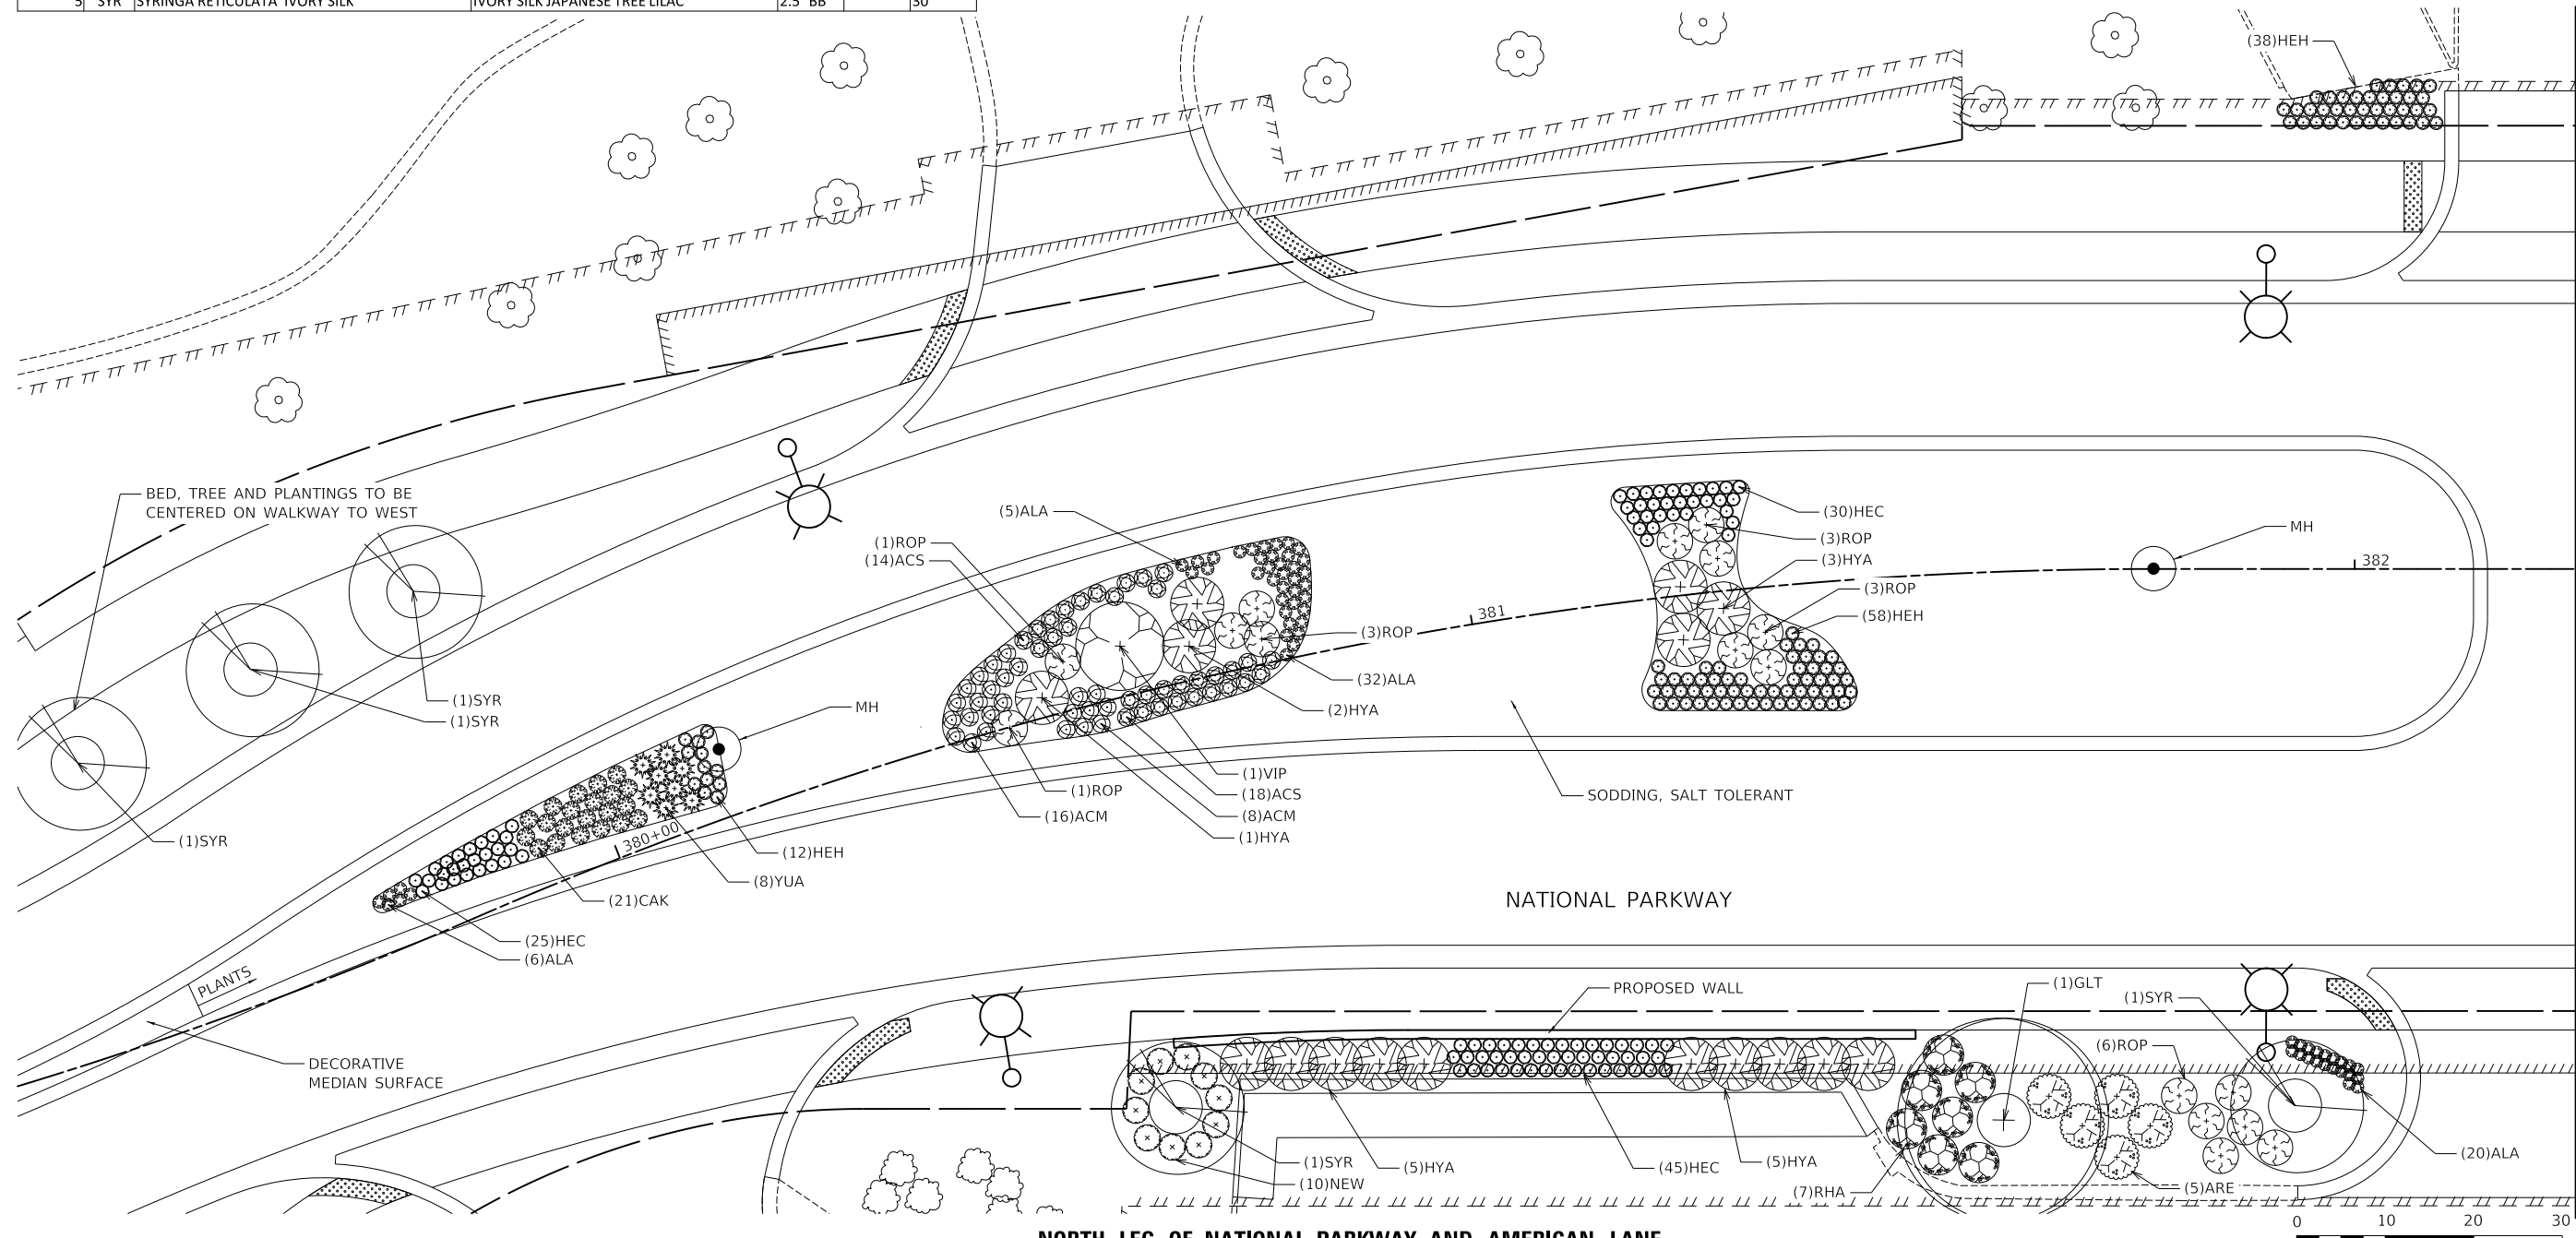 5 SYR SYRINGA RETICULATA 'IVORY SILK' IVORY SILK JAPANESE TREE LILAC 2.5" BB 30
(38)HEH
BED, TREE AND PLANTINGS TO BE
CENTERED ON WALKWAY TO WEST
(5)ALA
(1)ROP
(14)ACS
(30)HEC
(3)ROP
(3)HYA
(3)ROP
(58)HEH
MH
382
381
(3)ROP
(32)ALA
(2)HYA
(1)SYR
(1)SYR
MH
(1)VIP
(18)ACS
(8)ACM
(1)HYA
(1)ROP
(16)ACM
SODDING, SALT TOLERANT
(1)SYR
380+00
(12)HEH
(8)YUA
(21)CAK
(25)HEC
(6)ALA
NATIONAL PARKWAY
PLANTS
DECORATIVE
MEDIAN SURFACE
PROPOSED WALL
(1)GLT
(1)SYR
(6)ROP
(1)SYR
(10)NEW
(5)HYA
(45)HEC
(5)HYA
(7)RHA
(5)ARE
(20)ALA
0 10 20 30
NORTH LEG OF NATIONAL PARKWAY AND AMERICAN LANE